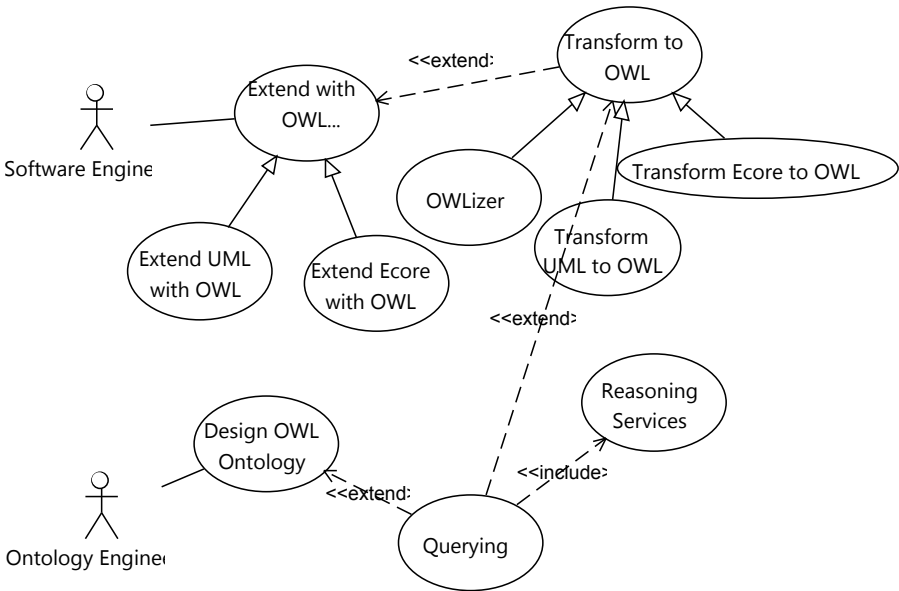 Transform to
OWL
<<extend>
Extend with
OWL...
Software Engine
Transform Ecore to OWL
OWLizer
Transform
UML to OWL
Extend UML
with OWL
Extend Ecore
with OWL
<<extend>
Reasoning
Services
Design OWL
Ontology
<<include>
<<extend>
Querying
Ontology Enginee